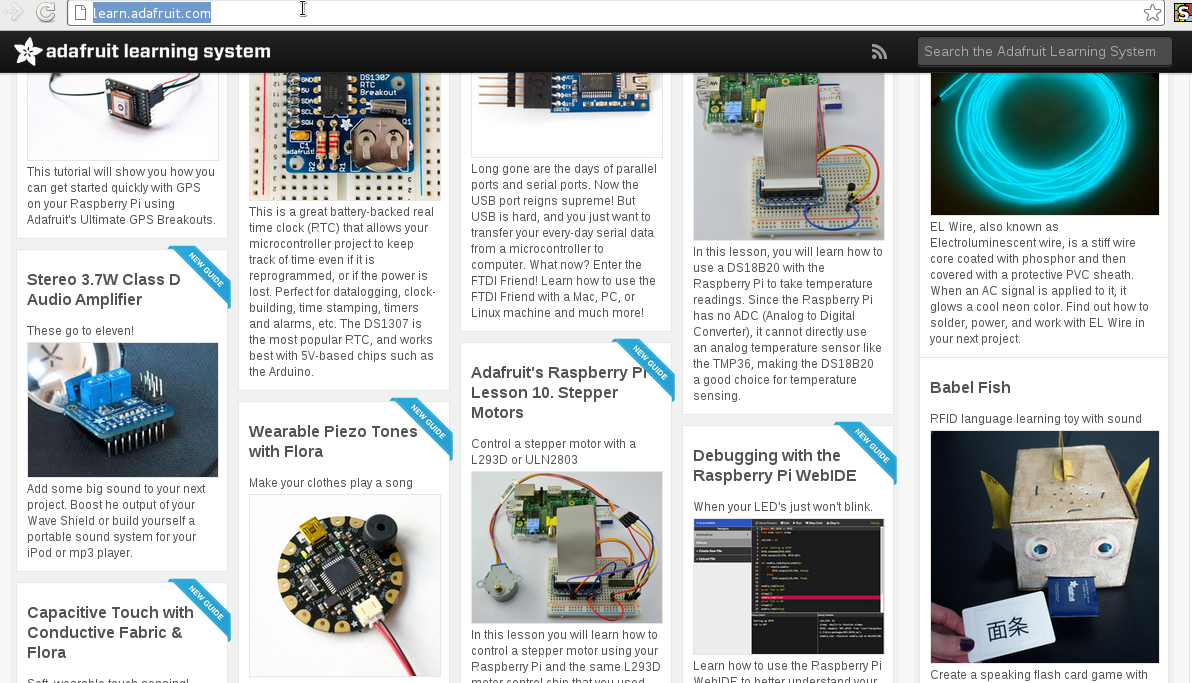 learn.adafruit.com
adafruit learning system
Search the Adafruit Learning System
This tutorial will show you how you
can get started quickly with GPS
on your Raspberry Pi using
Adafruit's Ultimate GPS Breakouts.
NEW GUIDE
Stereo 3.7W Class D
Audio Amplifier
These go to eleven!
Add some big sound to your next
project. Boost he output of your
Wave Shield or build yourself a
portable sound system for your
iPod or mp3 player.
NEW GUIDE
Capacitive Touch with
Conductive Fabric &
Flora
Soft, wearable touch sensing!
GND
5V
SDA
SCL
SQW
DS1307
RTC
Breakout
C1
adafruit!
R2
R1
Q1
This is a great battery-backed real
time clock (RTC) that allows your
microcontroller project to keep
track of time even if it is
reprogrammed, or if the power is
lost. Perfect for datalogging, clock-
building, time stamping, timers
and alarms, etc. The DS1307 is
the most popular RTC, and works
best with 5V-based chips such as
the Arduino.
NEW GUIDE
Wearable Piezo Tones
with Flora
Make your clothes play a song
VCC
TX
RX
GREEN
Long gone are the days of parallel
ports and serial ports. Now the
USB port reigns supreme! But
USB is hard, and you just want to
transfer your every-day serial data
from a microcontroller to
computer. What now? Enter the
FTDI Friend! Learn how to use the
FTDI Friend with a Mac, PC, or
Linux machine and much more!
NEW GUIDE
Adafruit's Raspberry Pi
Lesson 10. Stepper
Motors
Control a stepper motor with a
L293D or ULN2803
In this lesson you will learn how to
control a stepper motor using your
Raspberry Pi and the same L293D
motor control chip that you used
In this lesson, you will learn how to
use a DS18B20 with the
Raspberry Pi to take temperature
readings. Since the Raspberry Pi
has no ADC (Analog to Digital
Converter), it cannot directly use
an analog temperature sensor like
the TMP36, making the DS18B20
a good choice for temperature
sensing.
NEW GUIDE
Debugging with the
Raspberry Pi WebIDE
When your LED's just won't blink.
Learn how to use the Raspberry Pi
WebIDE to better understand your
EL Wire, also known as
Electroluminescent wire, is a stiff wire
core coated with phosphor and then
covered with a protective PVC sheath.
When an AC signal is applied to it, it
glows a cool neon color. Find out how to
solder, power, and work with EL Wire in
your next project.
Babel Fish
RFID language learning toy with sound
面条
Create a speaking flash card game with